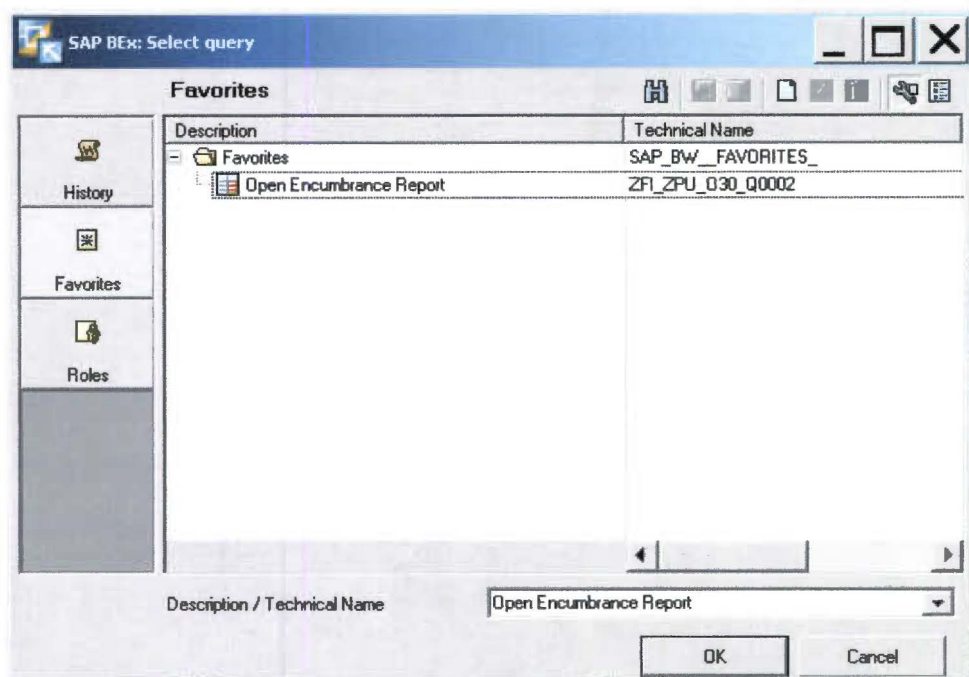 SAP BEx: Select query
Favorites
Description Technical Name
Favorites SAP_BW__FAVORITES_
Open Encumbrance Report ZFI_ZPU_O30_Q0002
History
Favorites
Roles
Description / Technical Name Open Encumbrance Report
OK Cancel